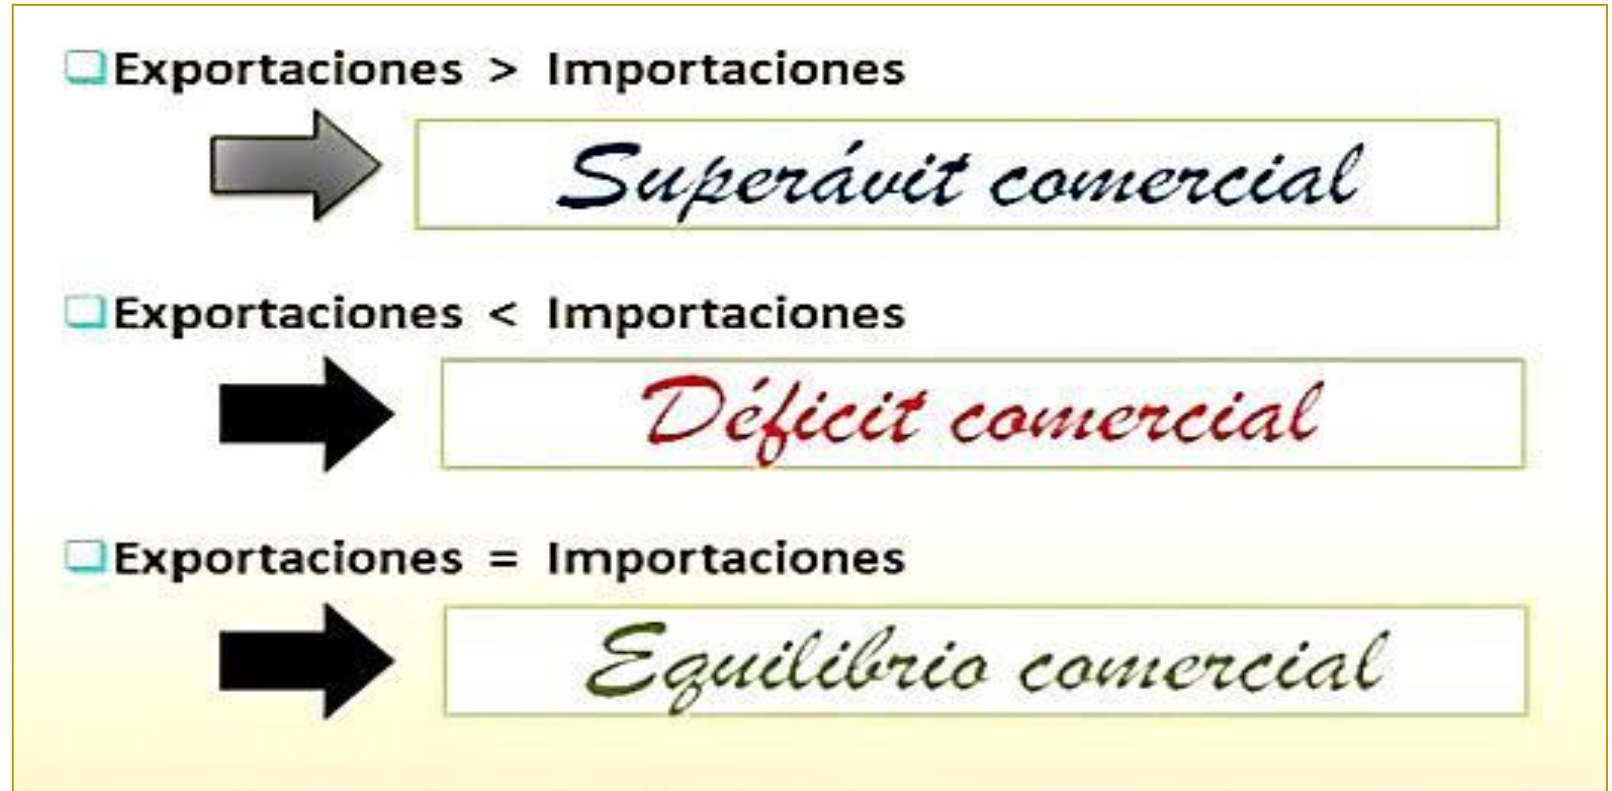 Exportaciones > Importaciones
Superávit comercial
Exportaciones < Importaciones
Déficit comercial
Exportaciones = Importaciones
Equilibrio comercial